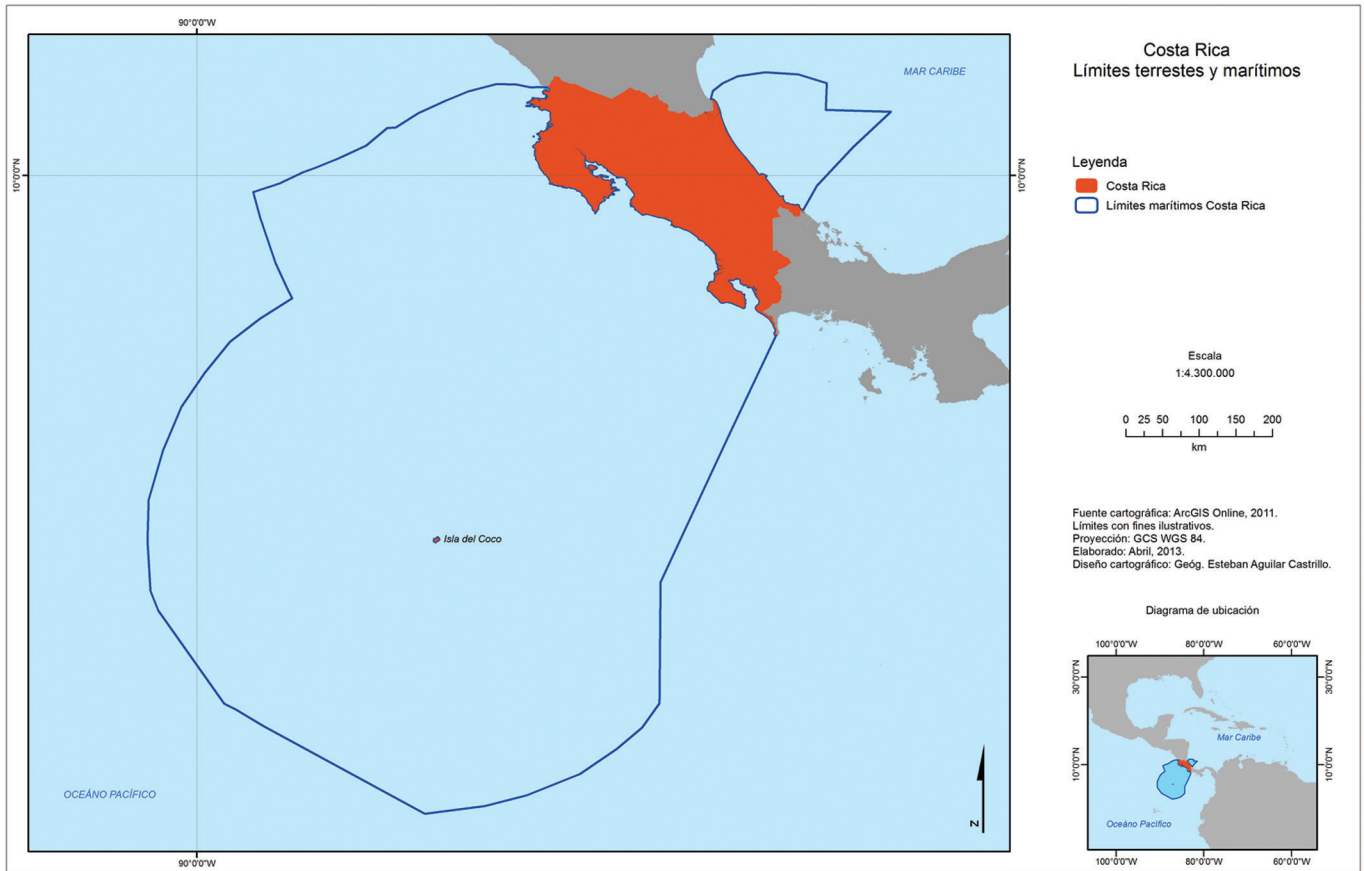 90°0'0"W
MAR CARIBE
10°0'0"N
10°0'0"N
Isla del Coco
OCEÁNO PACÍFICO
N
90°0'0"W
Costa Rica
Límites terrestes y marítimos
Leyenda
Costa Rica
Límites marítimos Costa Rica
Escala
1:4.300.000
0 25 50 100 150 200
km
Fuente cartográfica: ArcGIS Online, 2011.
Límites con fines ilustrativos.
Proyección: GCS WGS 84.
Elaborado: Abril, 2013.
Diseño cartográfico: Geóg. Esteban Aguilar Castrillo.
Diagrama de ubicación
100°0'0"W 80°0'0"W 60°0'0"W
30°0'0"N
30°0'0"N
Mar Caribe
10°0'0"N
10°0'0"N
Oceáno Pacífico
100°0'0"W 80°0'0"W 60°0'0"W